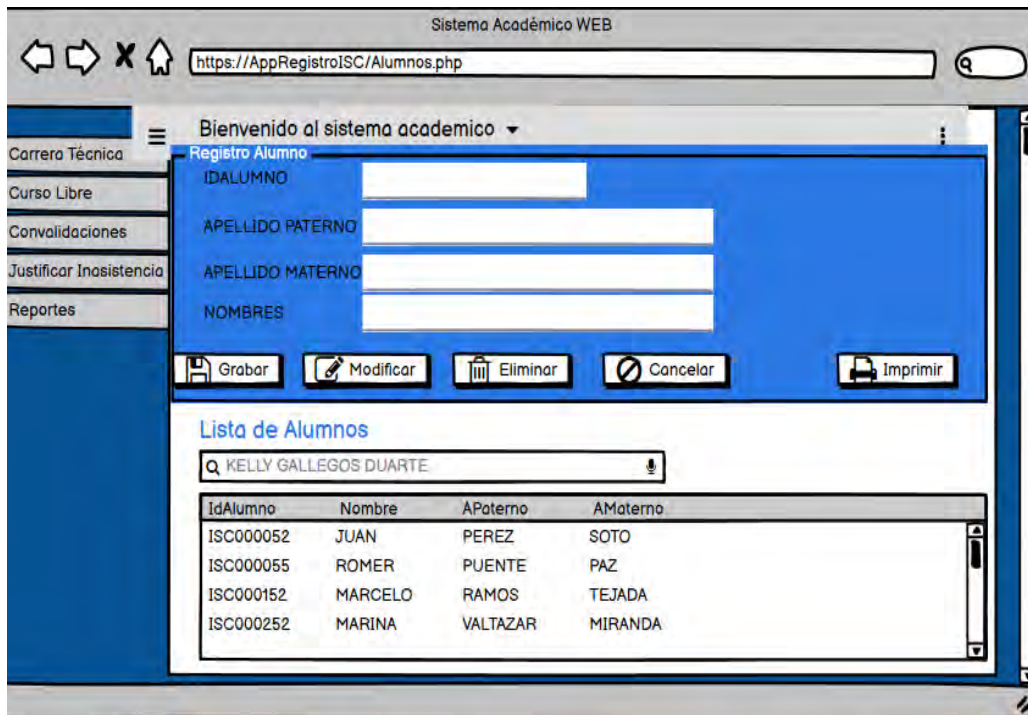 Sistema Académico WEB
https://AppRegistroISC/Alumnos.php
Bienvenido al sistema academico
Carrera Técnica
Curso Libre
Convalidaciones
Justificar Inasistencia
Reportes
Registro Alumno
IDALUMNO
APELLIDO PATERNO
APELLIDO MATERNO
NOMBRES
Grabar Modificar Eliminar Cancelar Imprimir
Lista de Alumnos
KELLY GALLEGOS DUARTE
IdAlumno Nombre APaterno AMaterno
ISC000052 JUAN PEREZ SOTO
ISC000055 ROMER PUENTE PAZ
ISC000152 MARCELO RAMOS TEJADA
ISC000252 MARINA VALTAZAR MIRANDA